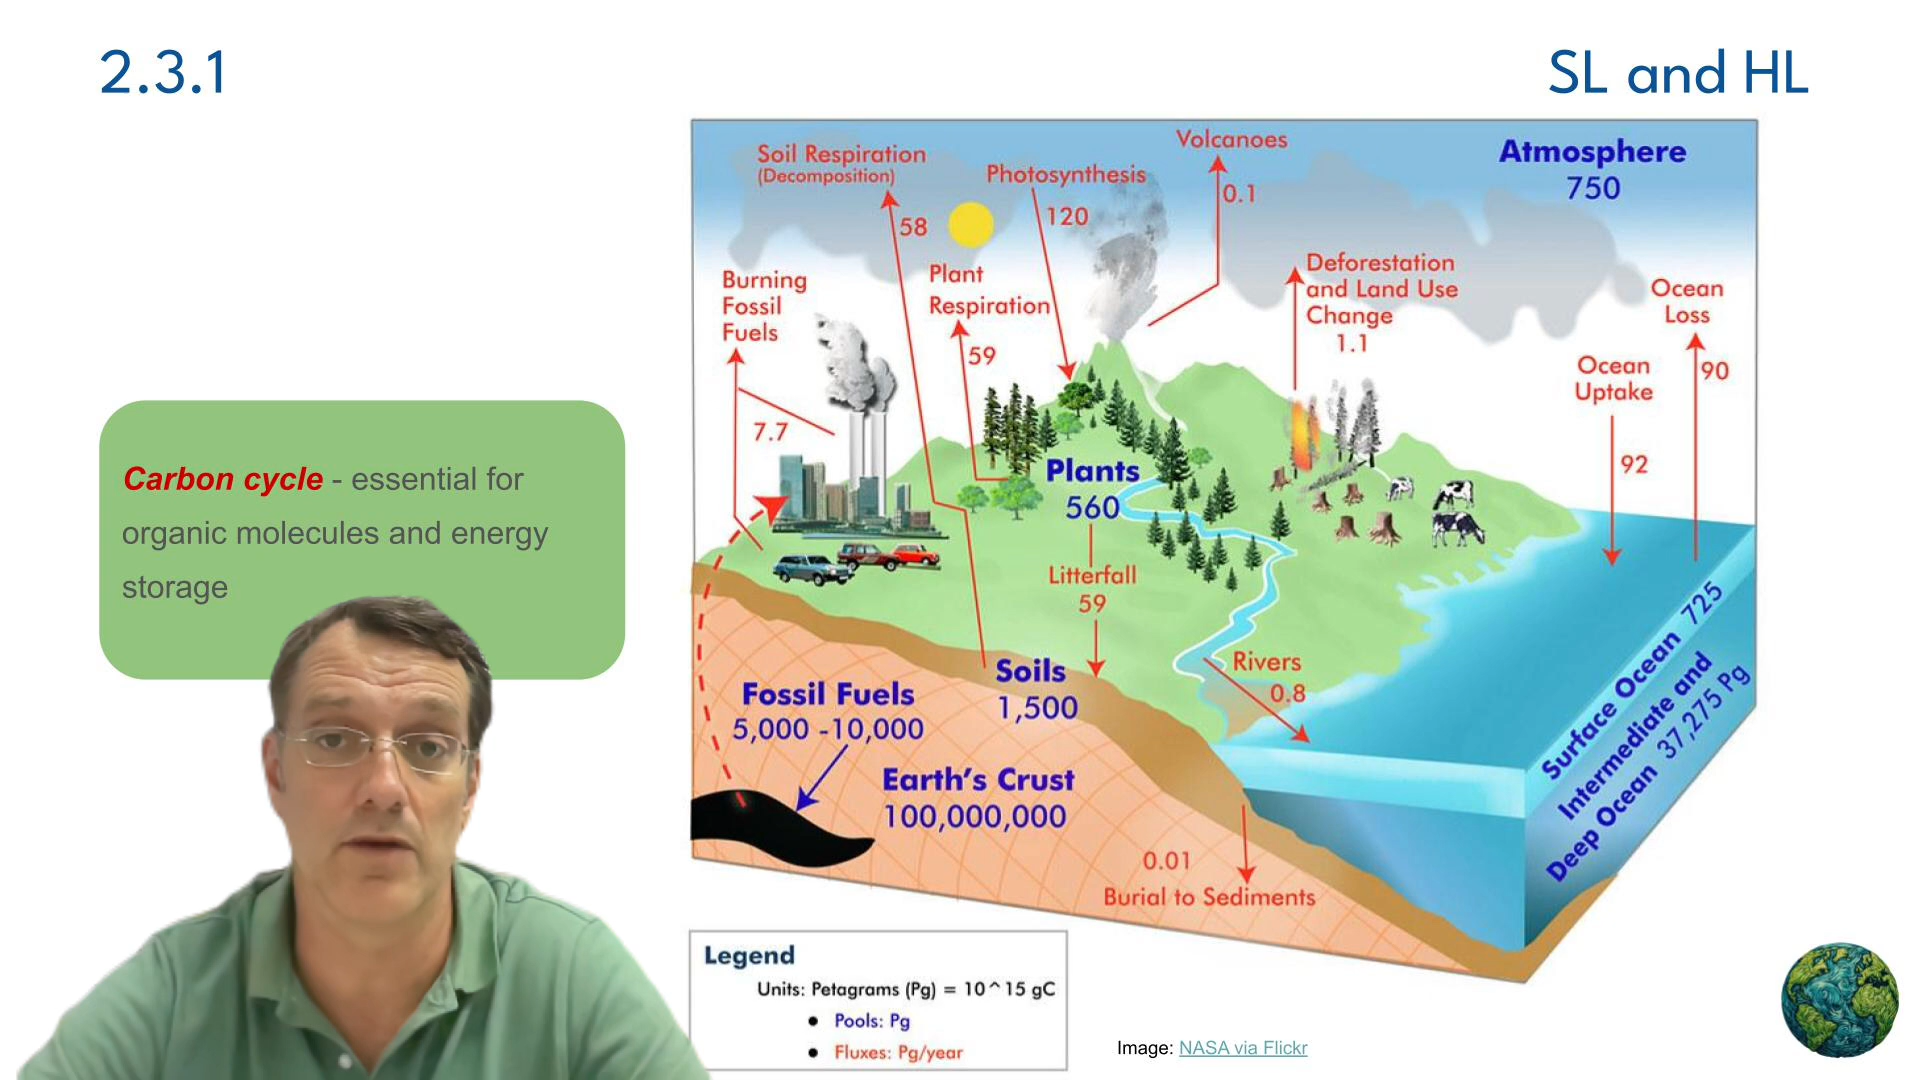 2.3.1
SL and HL
Carbon cycle - essential for
organic molecules and energy
storage
Soil Respiration
(Decomposition)
58
Photosynthesis
120
Volcanoes
0.1
Atmosphere
750
Burning
Fossil
Fuels
7.7
Plant
Respiration
59
Deforestation
and Land Use
Change
1.1
Ocean
Loss
90
Ocean
Uptake
92
Plants
560
Litterfall
59
Soils
1,500
Rivers
0.8
Fossil Fuels
5,000 -10,000
Earth's Crust
100,000,000
Surface Ocean 725
Intermediate and
Deep Ocean 37,275 Pg
0.01
Burial to Sediments
Legend
Units: Petagrams (Pg) = 10^15 gC
● Pools: Pg
● Fluxes: Pg/year
Image: NASA via Flickr